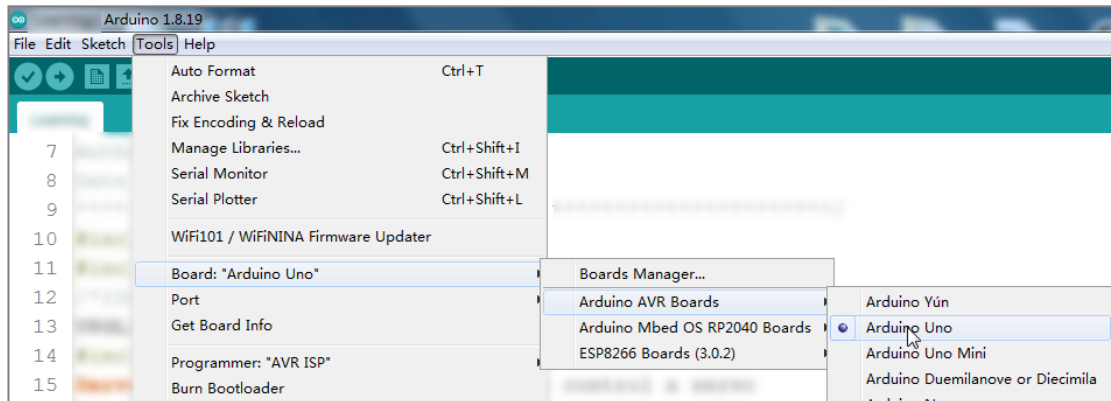 Arduino 1.8.19
File Edit Sketch Tools Help
Auto Format Ctrl+T
Archive Sketch
Fix Encoding & Reload
Manage Libraries... Ctrl+Shift+I
Serial Monitor Ctrl+Shift+M
Serial Plotter Ctrl+Shift+L
WiFi101 / WiFiNINA Firmware Updater
Board: "Arduino Uno"
Port
Get Board Info
Programmer: "AVR ISP"
Burn Bootloader
Boards Manager...
Arduino AVR Boards
Arduino Mbed OS RP2040 Boards
ESP8266 Boards (3.0.2)
Arduino Yún
Arduino Uno
Arduino Uno Mini
Arduino Duemilanove or Diecimila
7
8
9
10
11
12
13
14
15 control a servo